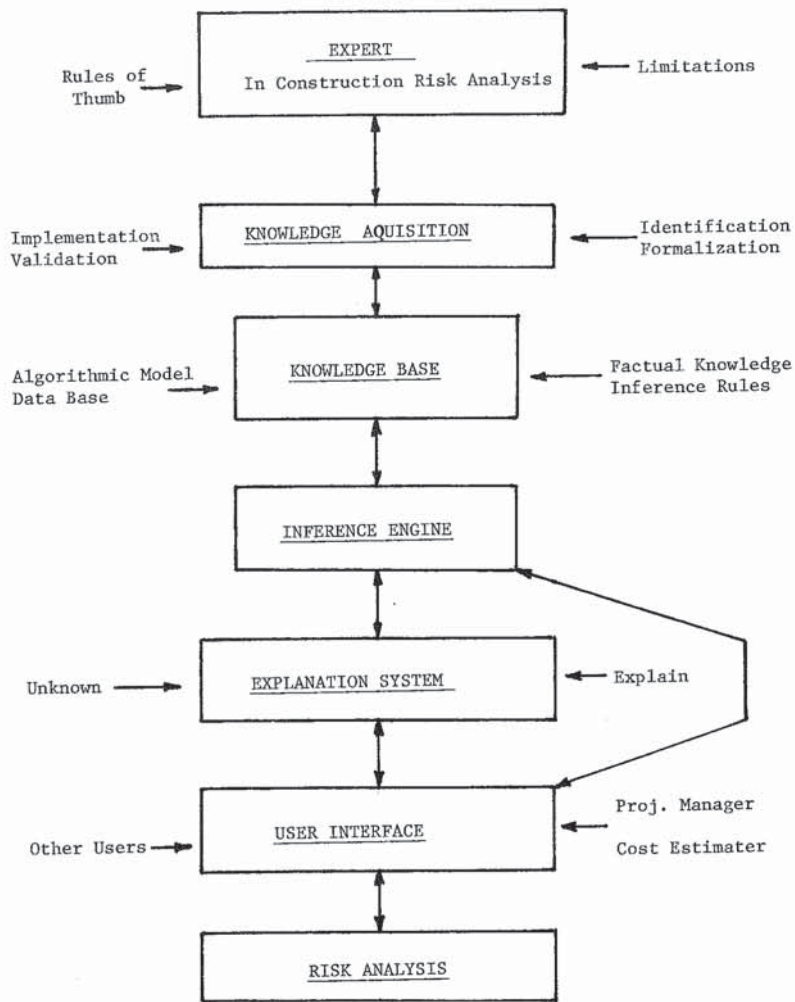 EXPERT
In Construction Risk Analysis
Rules of
Thumb
Limitations
KNOWLEDGE AQUISITION
Implementation
Validation
Identification
Formalization
KNOWLEDGE BASE
Algorithmic Model
Data Base
Factual Knowledge
Inference Rules
INFERENCE ENGINE
EXPLANATION SYSTEM
Unknown
Explain
USER INTERFACE
Other Users
Proj. Manager
Cost Estimater
RISK ANALYSIS